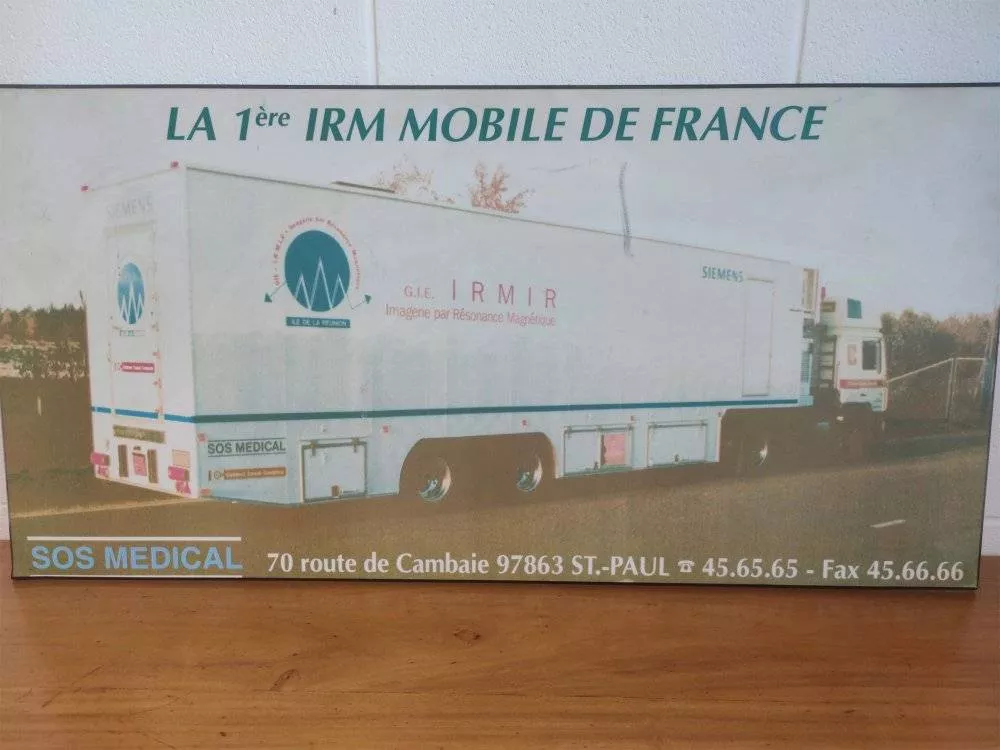 LA 1ère IRM MOBILE DE FRANCE
SIEMENS
SIEMENS
G.I.E. IRMIR
Imagerie par Résonance Magnétique
ILE DE LA REUNION
SOS MEDICAL
SOS MEDICAL
70 route de Cambaie 97863 ST.-PAUL ☎ 45.65.65 - Fax 45.66.66